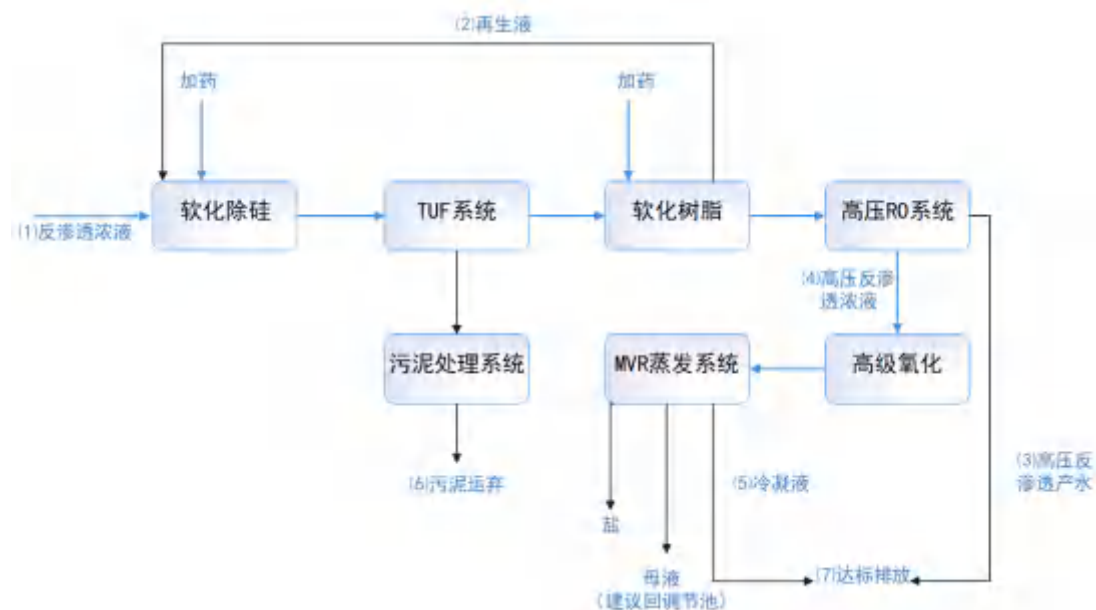 (2)再生液
加药
加药
软化除硅
TUF系统
软化树脂
高压RO系统
(1)反渗透浓液
(4)高压反渗
透浓液
污泥处理系统
MVR蒸发系统
高级氧化
(3)高压反
渗透产水
(6)污泥运弃
(5)冷凝液
盐
母液
(建议回调节池)
(7)达标排放